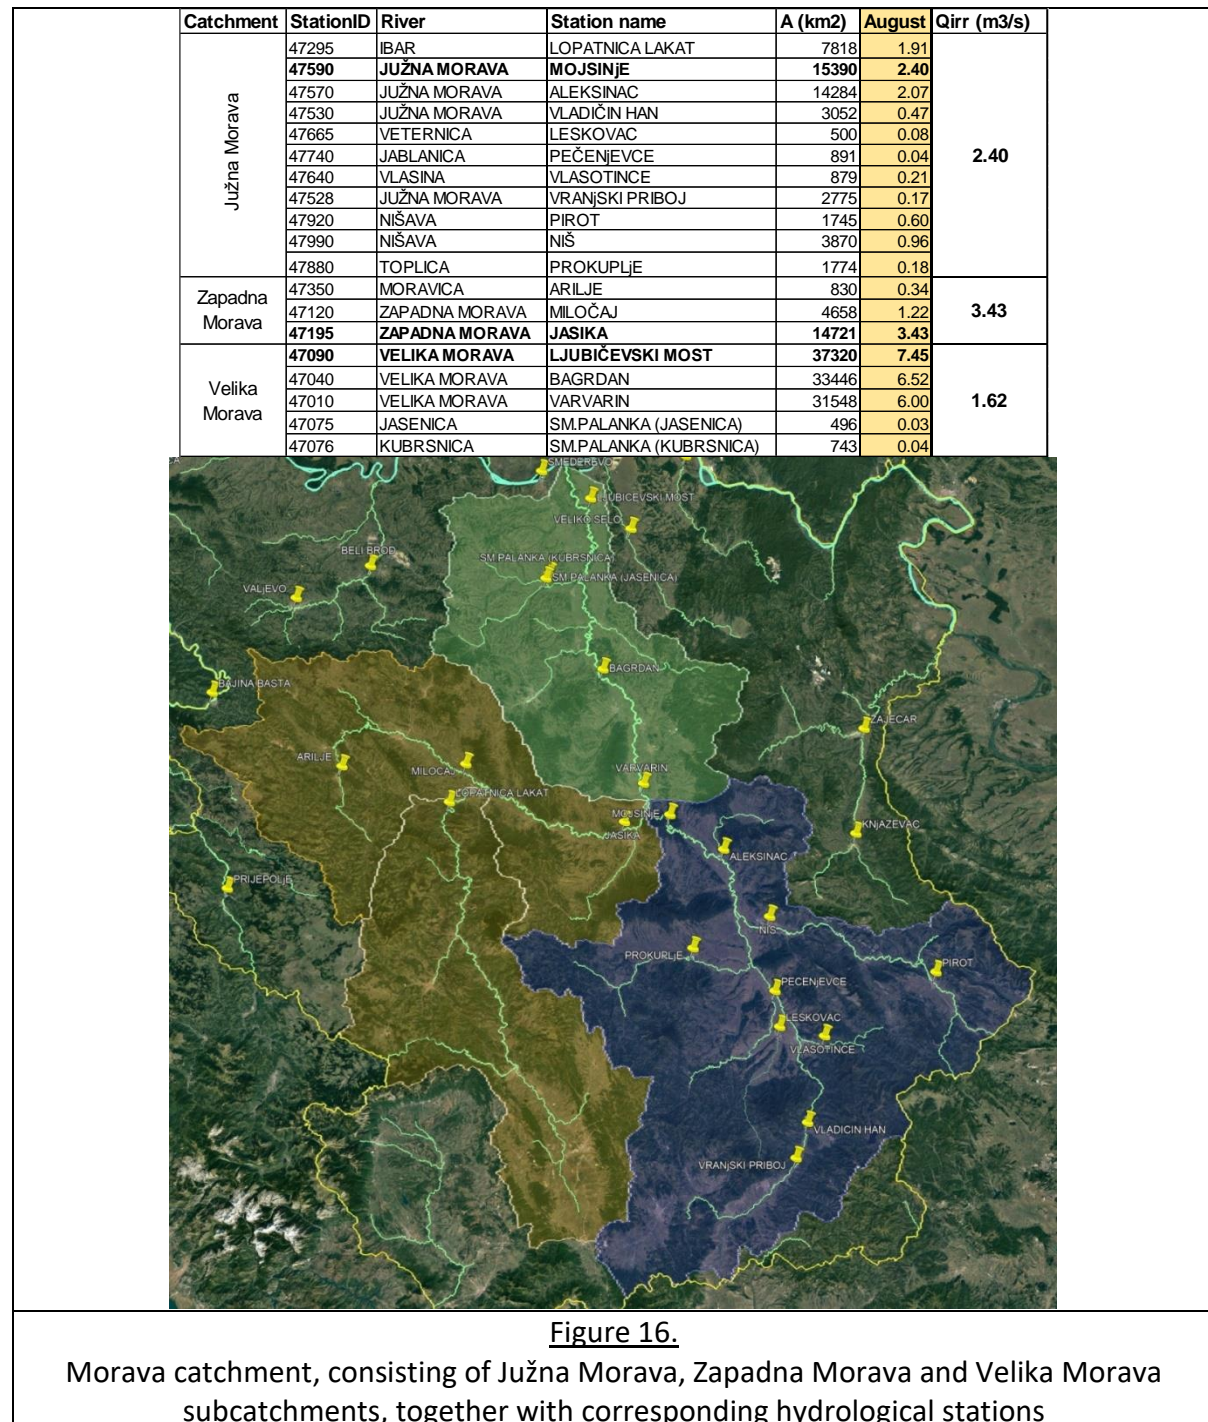 Catchment StationID River Station name A (km2) August Qirr (m3/s)
Južna Morava
47295 IBAR LOPATNICA LAKAT 7818 1.91
47590 JUŽNA MORAVA MOJSINjE 15390 2.40
47570 JUŽNA MORAVA ALEKSINAC 14284 2.07
47530 JUŽNA MORAVA VLADIČIN HAN 3052 0.47
47665 VETERNICA LESKOVAC 500 0.08
47740 JABLANICA PEČENjEVCE 891 0.04 2.40
47640 VLASINA VLASOTINCE 879 0.21
47528 JUŽNA MORAVA VRANjSKI PRIBOJ 2775 0.17
47920 NIŠAVA PIROT 1745 0.60
47990 NIŠAVA NIŠ 3870 0.96
47880 TOPLICA PROKUPLjE 1774 0.18
Zapadna
Morava
47350 MORAVICA ARILJE 830 0.34
47120 ZAPADNA MORAVA MILOČAJ 4658 1.22 3.43
47195 ZAPADNA MORAVA JASIKA 14721 3.43
Velika
Morava
47090 VELIKA MORAVA LJUBIČEVSKI MOST 37320 7.45
47040 VELIKA MORAVA BAGRDAN 33446 6.52
47010 VELIKA MORAVA VARVARIN 31548 6.00 1.62
47075 JASENICA SM.PALANKA (JASENICA) 496 0.03
47076 KUBRSNICA SM.PALANKA (KUBRSNICA) 743 0.04
SMEDEREVO
LJUBICEVSKI MOST
VELIKO SELO
BELI BROD
SM.PALANKA (KUBRSNICA)
SM.PALANKA (JASENICA)
VALjEVO
BAGRDAN
BAJINA BASTA
ZAJECAR
ARILJE
MILOCAJ
VARVARIN
LOPATNICA LAKAT
MOJSINjE
JASIKA
KNjAZEVAC
ALEKSINAC
PRIJEPOLjE
NIS
PROKUPLjE
PIROT
PECENjEVCE
LESKOVAC
VLASOTINCE
VLADICIN HAN
VRANjSKI PRIBOJ
Figure 16.
Morava catchment, consisting of Južna Morava, Zapadna Morava and Velika Morava
subcatchments, together with corresponding hydrological stations